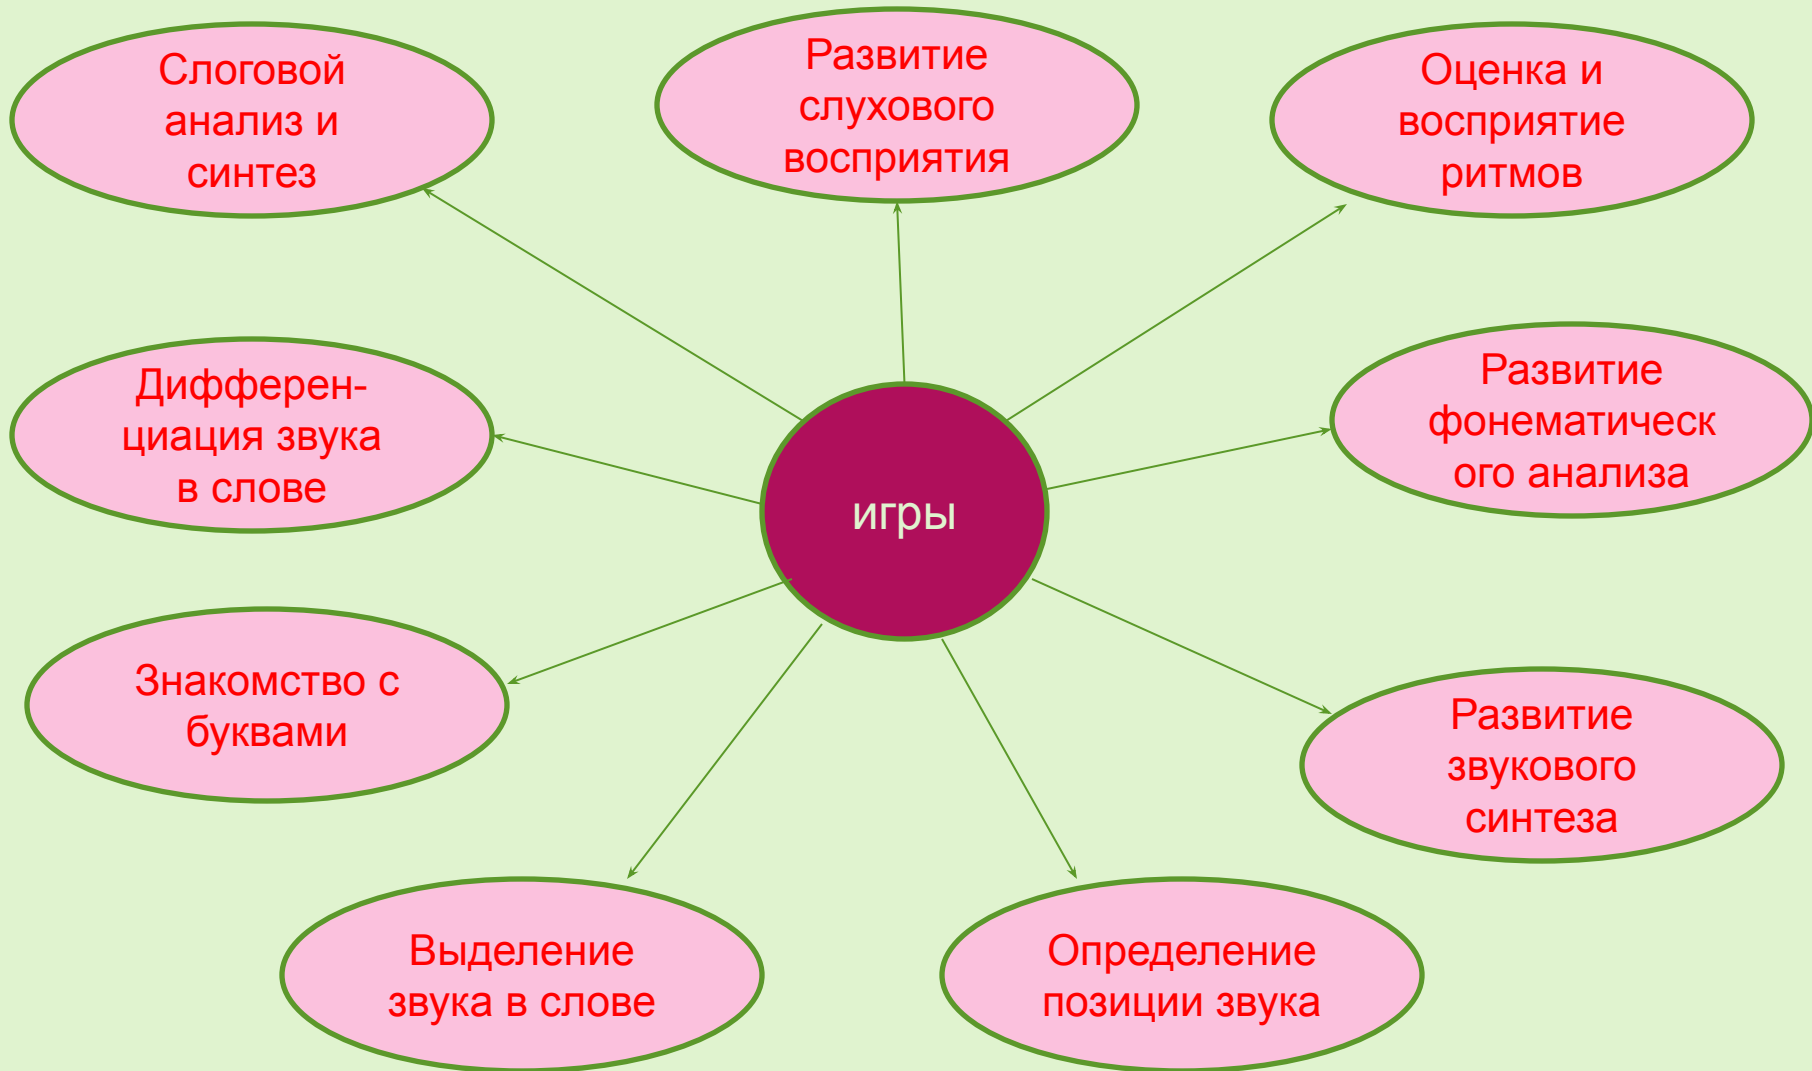 Слоговой
анализ и
синтез
Развитие
слухового
восприятия
Оценка и
восприятие
ритмов
Дифферен-
циация звука
в слове
Развитие
фонематическ
ого анализа
игры
Знакомство с
буквами
Развитие
звукового
синтеза
Выделение
звука в слове
Определение
позиции звука